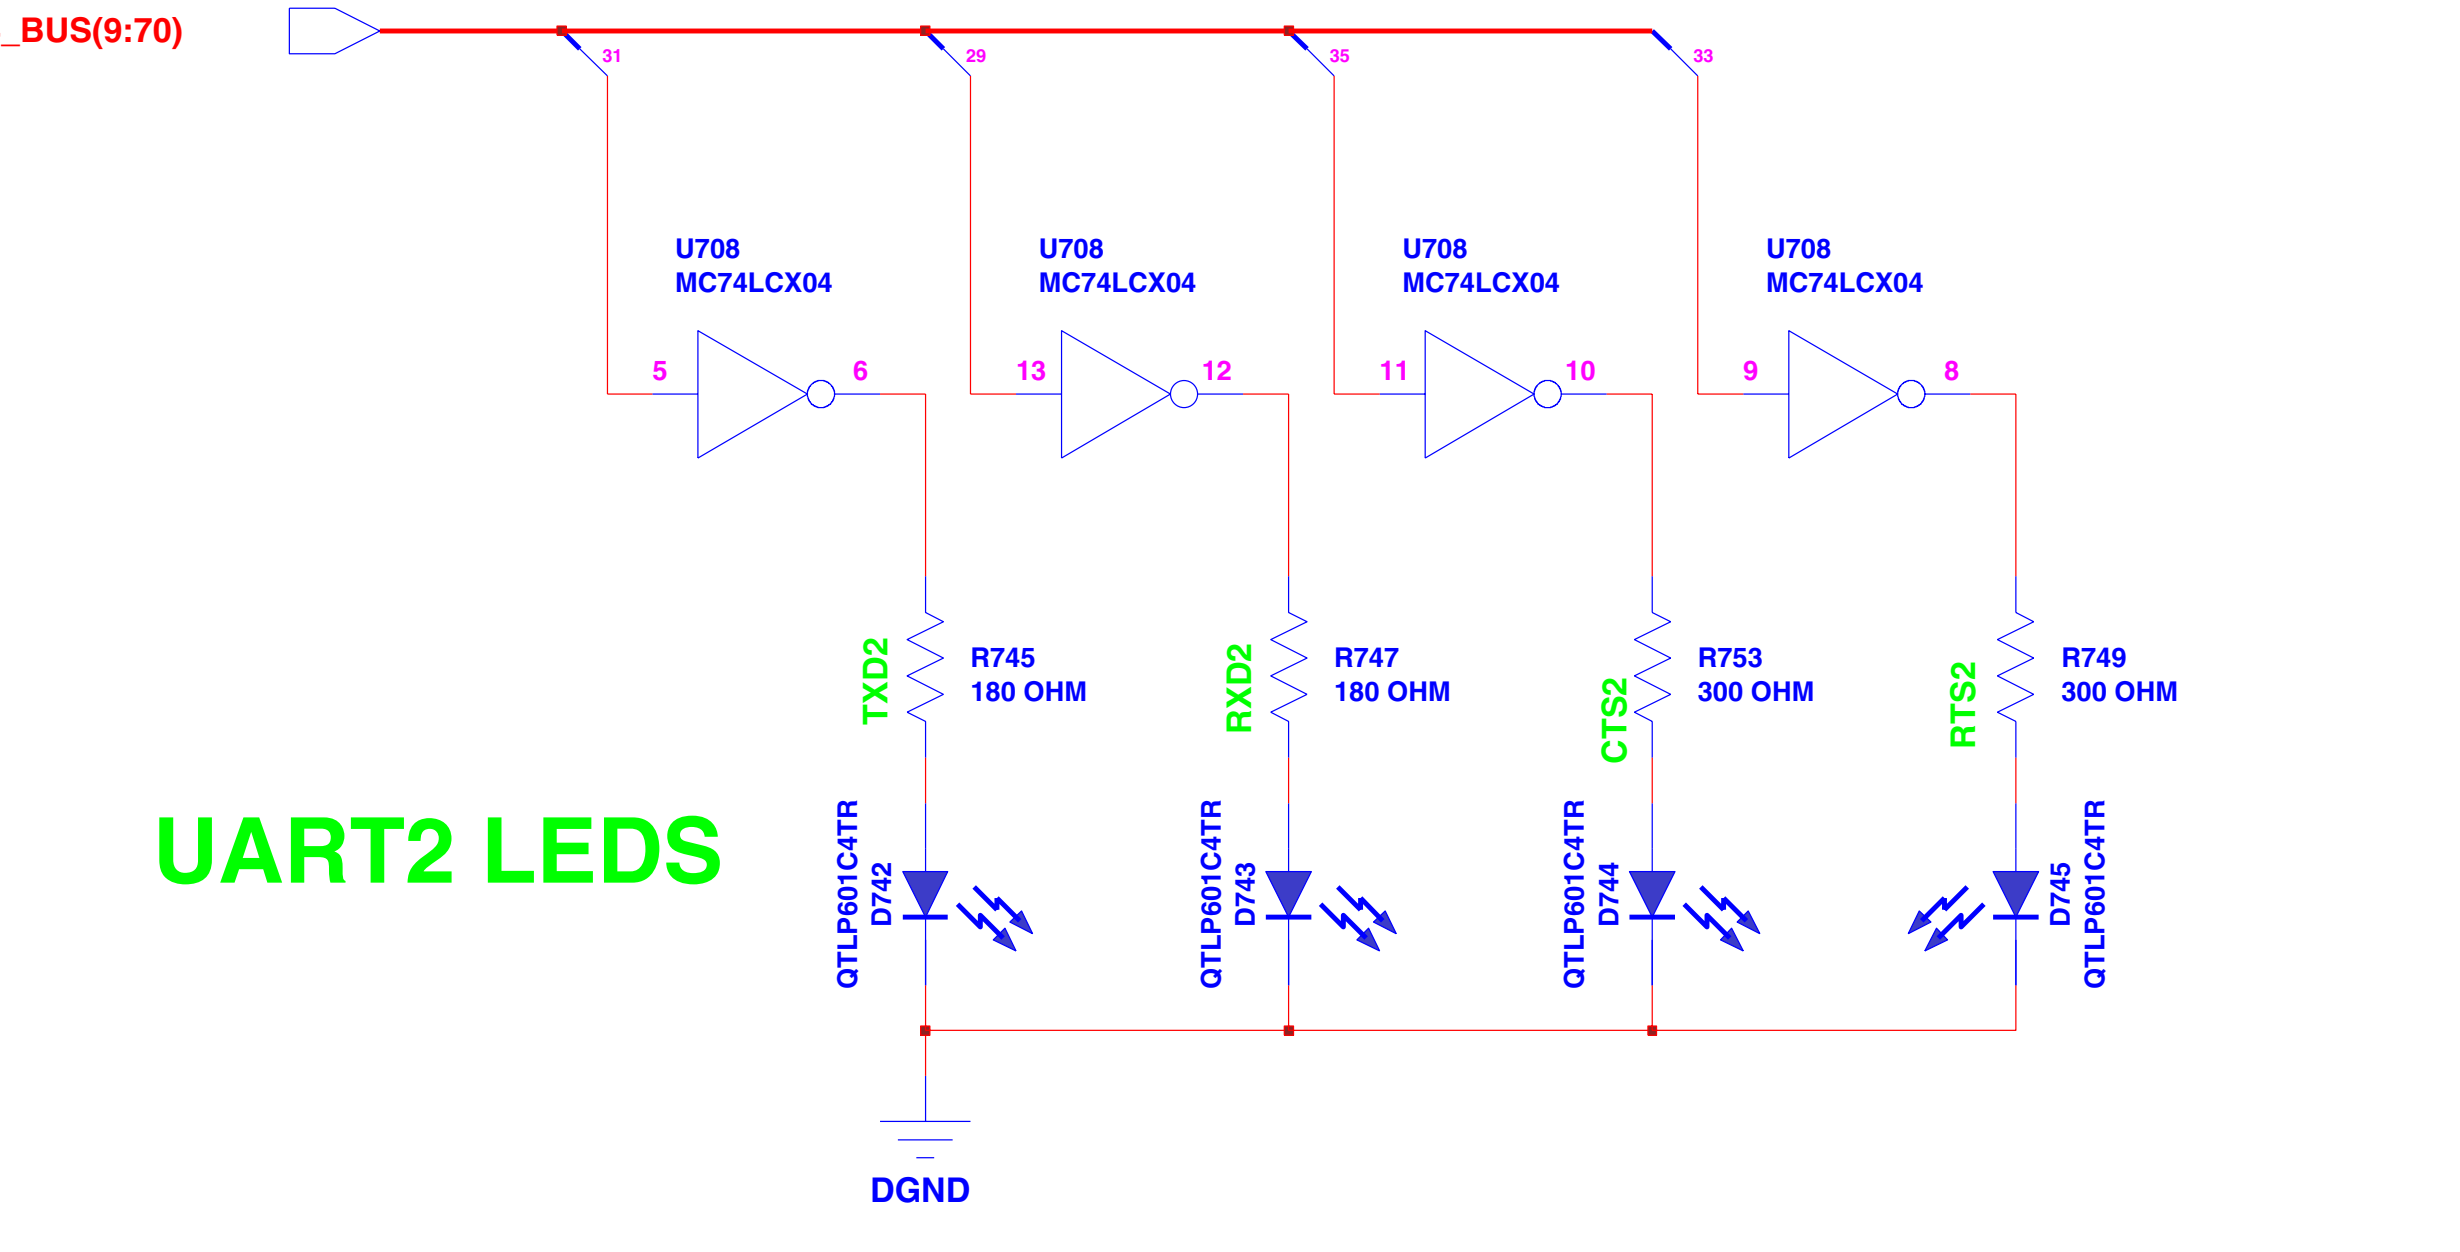 _BUS(9:70)
31
29
35
33
U708
MC74LCX04
U708
MC74LCX04
U708
MC74LCX04
U708
MC74LCX04
5
6
13
12
11
10
9
8
TXD2
R745
180 OHM
RXD2
R747
180 OHM
CTS2
R753
300 OHM
RTS2
R749
300 OHM
UART2 LEDS
QTLP601C4TR
D742
QTLP601C4TR
D743
QTLP601C4TR
D744
D745
QTLP601C4TR
DGND